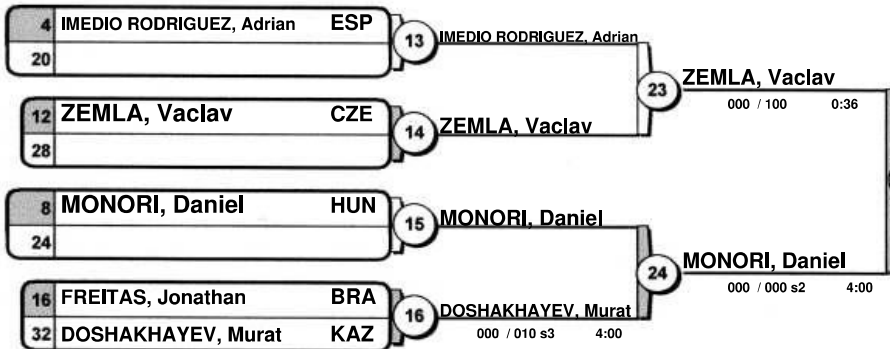 4 IMEDIO RODRIGUEZ, Adrian ESP
20
13 IMEDIO RODRIGUEZ, Adrian
12 ZEMLA, Vaclav CZE
28
14 ZEMLA, Vaclav
23 ZEMLA, Vaclav
000 / 100 0:36
8 MONORI, Daniel HUN
24
15 MONORI, Daniel
16 FREITAS, Jonathan BRA
32 DOSHAKHAYEV, Murat KAZ
16 DOSHAKHAYEV, Murat
000 / 010 s3 4:00
24 MONORI, Daniel
000 / 000 s2 4:00